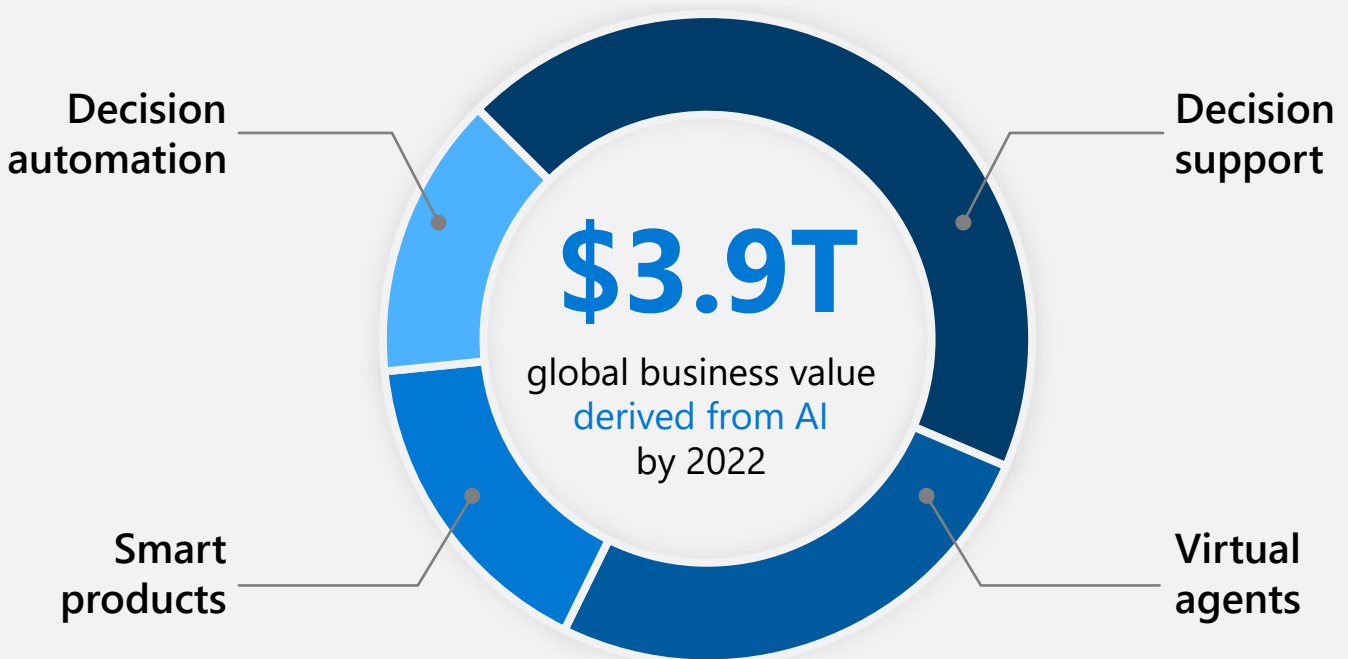 Decision
automation
Decision
support
$3.9T
global business value
derived from AI
by 2022
Smart
products
Virtual
agents